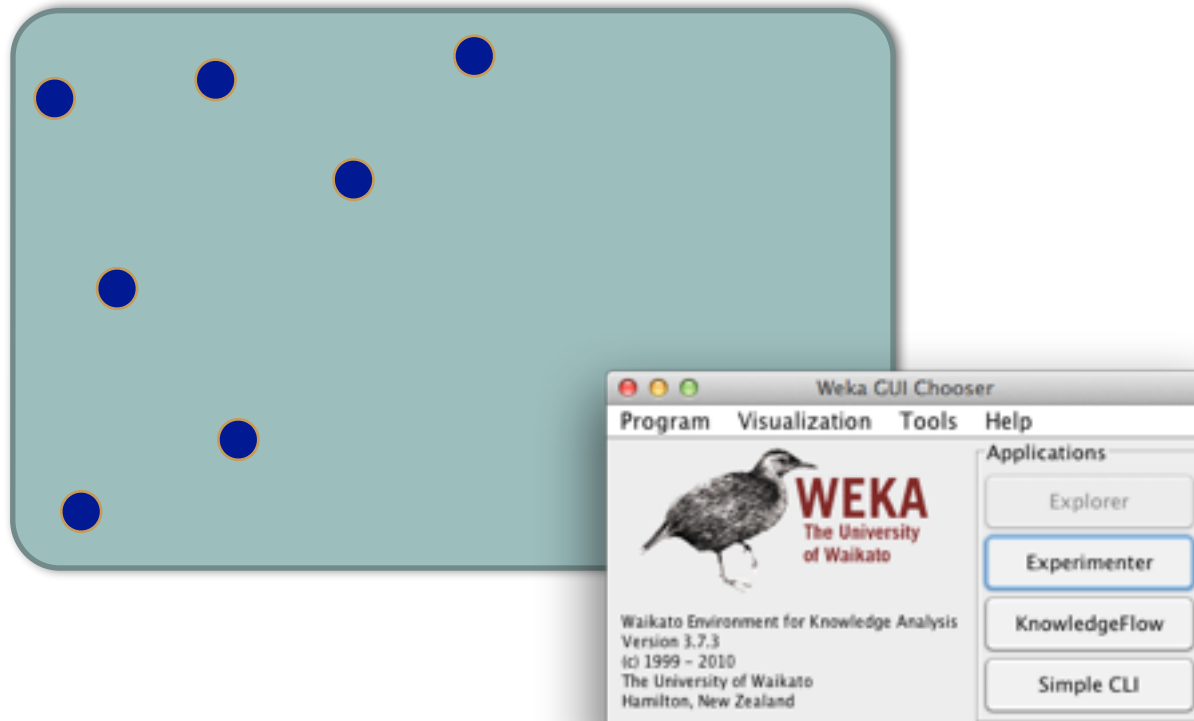 Weka GUI Chooser
Program Visualization Tools Help
Applications
WEKA
The University
of Waikato
Explorer
Experimenter
KnowledgeFlow
Simple CLI
Waikato Environment for Knowledge Analysis
Version 3.7.3
(c) 1999 – 2010
The University of Waikato
Hamilton, New Zealand